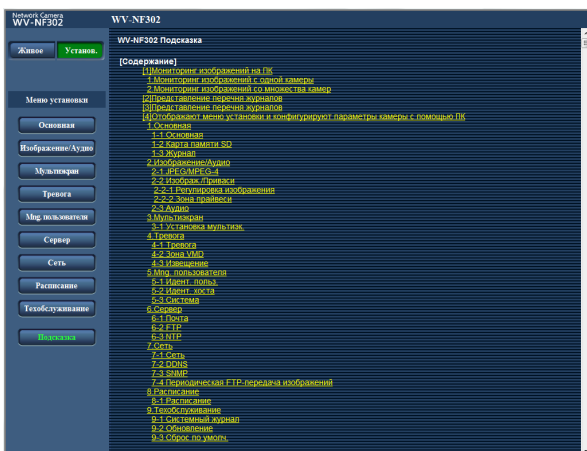 Network Camera
WV-NF302
WV-NF302
Живое
Установ.
Меню установки
Основная
Изображение/Аудио
Мультиэкран
Тревога
Mng. пользователя
Сервер
Сеть
Расписание
Техобслуживание
Подсказка
WV-NF302 Подсказка
[Содержание]
[1]Мониторинг изображений на ПК
1.Мониторинг изображений с одной камеры
2.Мониторинг изображений со множества камер
[2]Представление перечня журналов
[3]Представление перечня журналов
[4]Отображают меню установки и конфигурируют параметры камеры с помощью ПК
1.Основная
1-1 Основная
1-2 Карта памяти SD
1-3 Журнал
2.Изображение/Аудио
2-1 JPEG/MPEG-4
2-2 Изображ./Приваси
2-2-1 Регулировка изображения
2-2-2 Зона прайвеси
2-3 Аудио
3.Мультиэкран
3-1 Установка мультиэк.
4.Тревога
4-1 Тревога
4-2 Зона VMD
4-3 Извещение
5.Mng. пользователя
5-1 Идент. польз.
5-2 Идент. хоста
5-3 Система
6.Сервер
6-1 Почта
6-2 FTP
6-3 NTP
7.Сеть
7-1 Сеть
7-2 DDNS
7-3 SNMP
7-4 Периодическая FTP-передача изображений
8.Расписание
8-1 Расписание
9.Техобслуживание
9-1 Системный журнал
9-2 Обновление
9-3 Сброс по умолч.